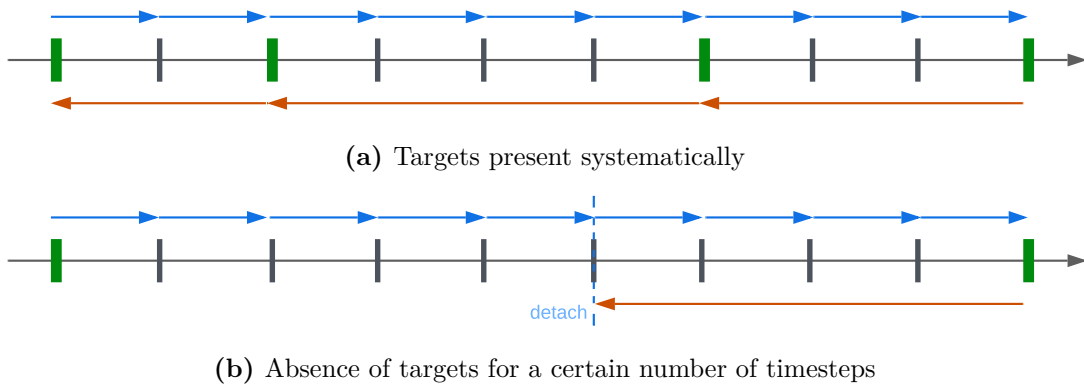 (a) Targets present systematically
detach
(b) Absence of targets for a certain number of timesteps